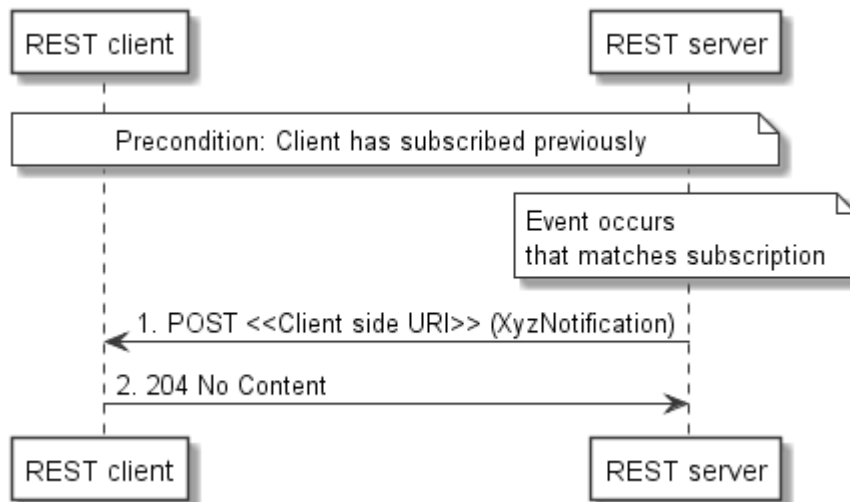 REST client
REST server
Precondition: Client has subscribed previously
Event occurs
that matches subscription
1. POST <<Client side URI>> (XyzNotification)
2. 204 No Content
REST client
REST server